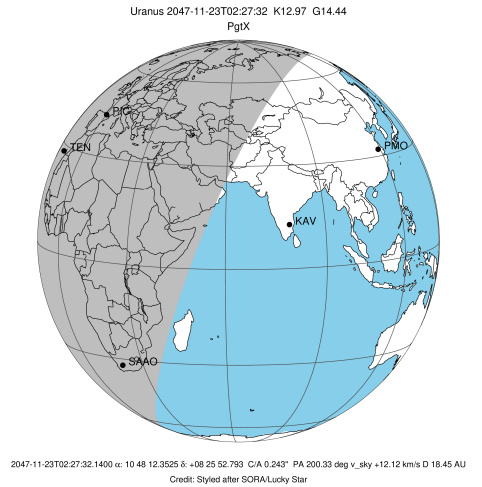 Uranus 2047-11-23T02:27:32 K12.97 G14.44
PgtX
PIC
TEN
PMO
KAV
SAAO
2047-11-23T02:27:32.1400 α: 10 48 12.3525 δ: +08 25 52.793 C/A 0.243" PA 200.33 deg v_sky +12.12 km/s D 18.45 AU
Credit: Styled after SORA/Lucky Star